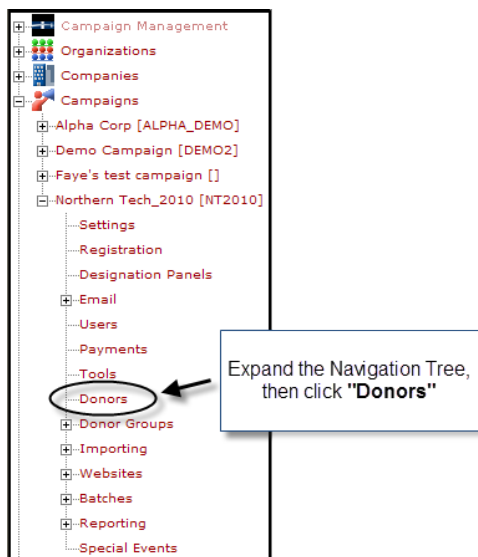 Campaign Management
Organizations
Companies
Campaigns
Alpha Corp [ALPHA_DEMO]
Demo Campaign [DEMO2]
Faye's test campaign []
Northern Tech_2010 [NT2010]
Settings
Registration
Designation Panels
Email
Users
Payments
Tools
Donors
Donor Groups
Importing
Websites
Batches
Reporting
Special Events
Expand the Navigation Tree,
then click "Donors"